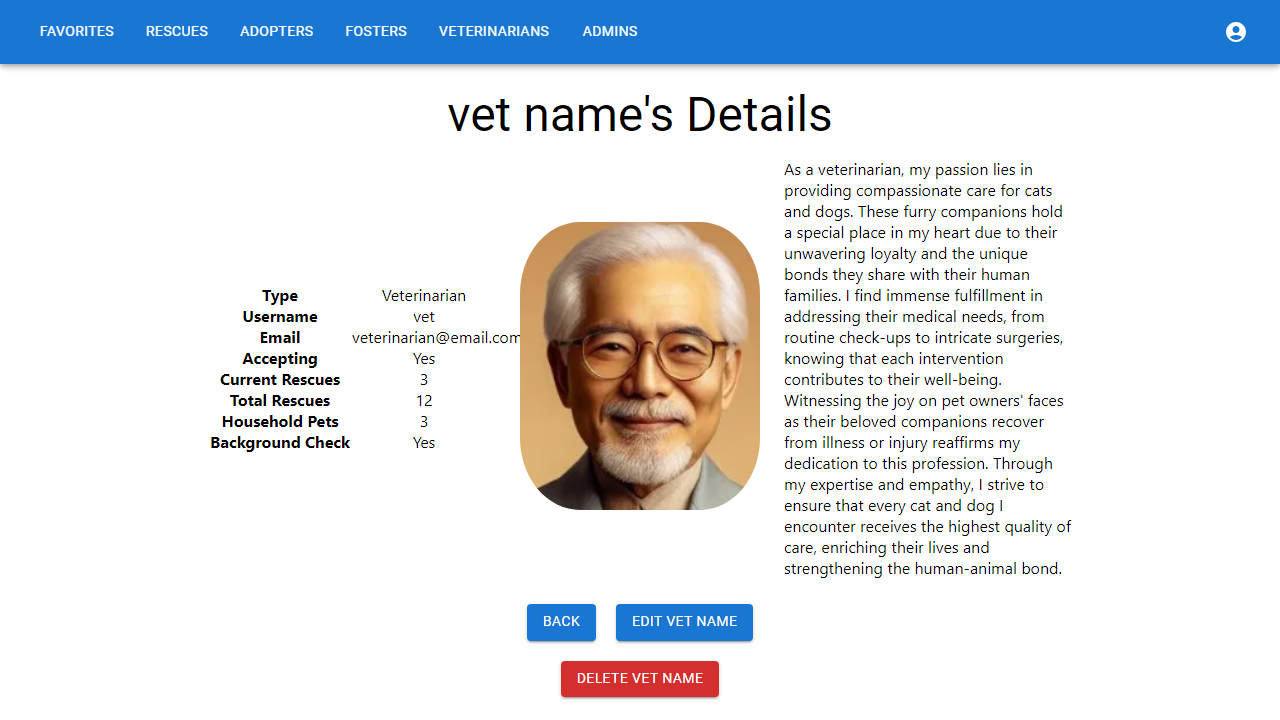 FAVORITES RESCUES ADOPTERS FOSTERS VETERINARIANS ADMINS
vet name's Details
Type Veterinarian
Username vet
Email veterinarian@email.com
Accepting Yes
Current Rescues 3
Total Rescues 12
Household Pets 3
Background Check Yes
As a veterinarian, my passion lies in
providing compassionate care for cats
and dogs. These furry companions hold
a special place in my heart due to their
unwavering loyalty and the unique
bonds they share with their human
families. I find immense fulfillment in
addressing their medical needs, from
routine check-ups to intricate surgeries,
knowing that each intervention
contributes to their well-being.
Witnessing the joy on pet owners' faces
as their beloved companions recover
from illness or injury reaffirms my
dedication to this profession. Through
my expertise and empathy, I strive to
ensure that every cat and dog I
encounter receives the highest quality of
care, enriching their lives and
strengthening the human-animal bond.
BACK EDIT VET NAME
DELETE VET NAME